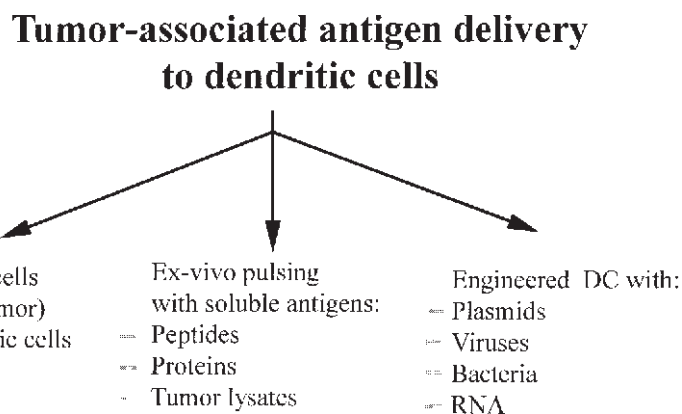 Tumor-associated antigen delivery
to dendritic cells
cells
ic cells
Ex-vivo pulsing
with soluble antigens:
- Peptides
- Proteins
- Tumor lysates
Engineered DC with:
- Plasmids
- Viruses
- Bacteria
- RNA